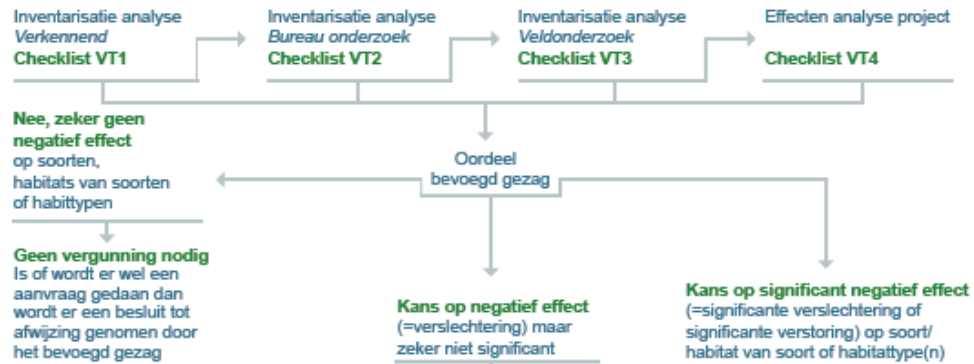 Inventarisatie analyse
Verkennend
Checklist VT1
Inventarisatie analyse
Bureau onderzoek
Checklist VT2
Inventarisatie analyse
Veldonderzoek
Checklist VT3
Effecten analyse project
Checklist VT4
Nee, zeker geen
negatief effect
op soorten,
habitats van soorten
of habittypen
Oordeel
bevoegd gezag
Geen vergunning nodig
Is of wordt er wel een
aanvraag gedaan dan
wordt er een besluit tot
afwijzing genomen door
het bevoegd gezag
Kans op negatief effect
(=verslechtering) maar
zeker niet significant
Kans op significant negatief effect
(=significante verslechtering of
significante verstoring) op soort/
habitat van soort of habitattype(n)